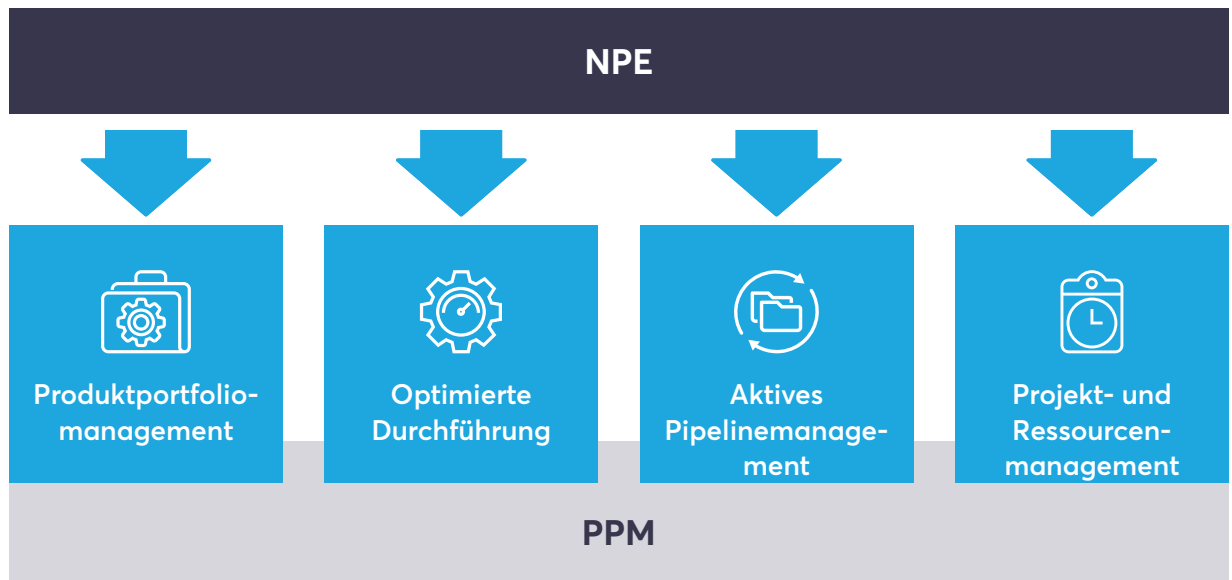 NPE
Produktportfolio-
management
Optimierte
Durchführung
Aktives
Pipelinemanage-
ment
Projekt- und
Ressourcen-
management
PPM